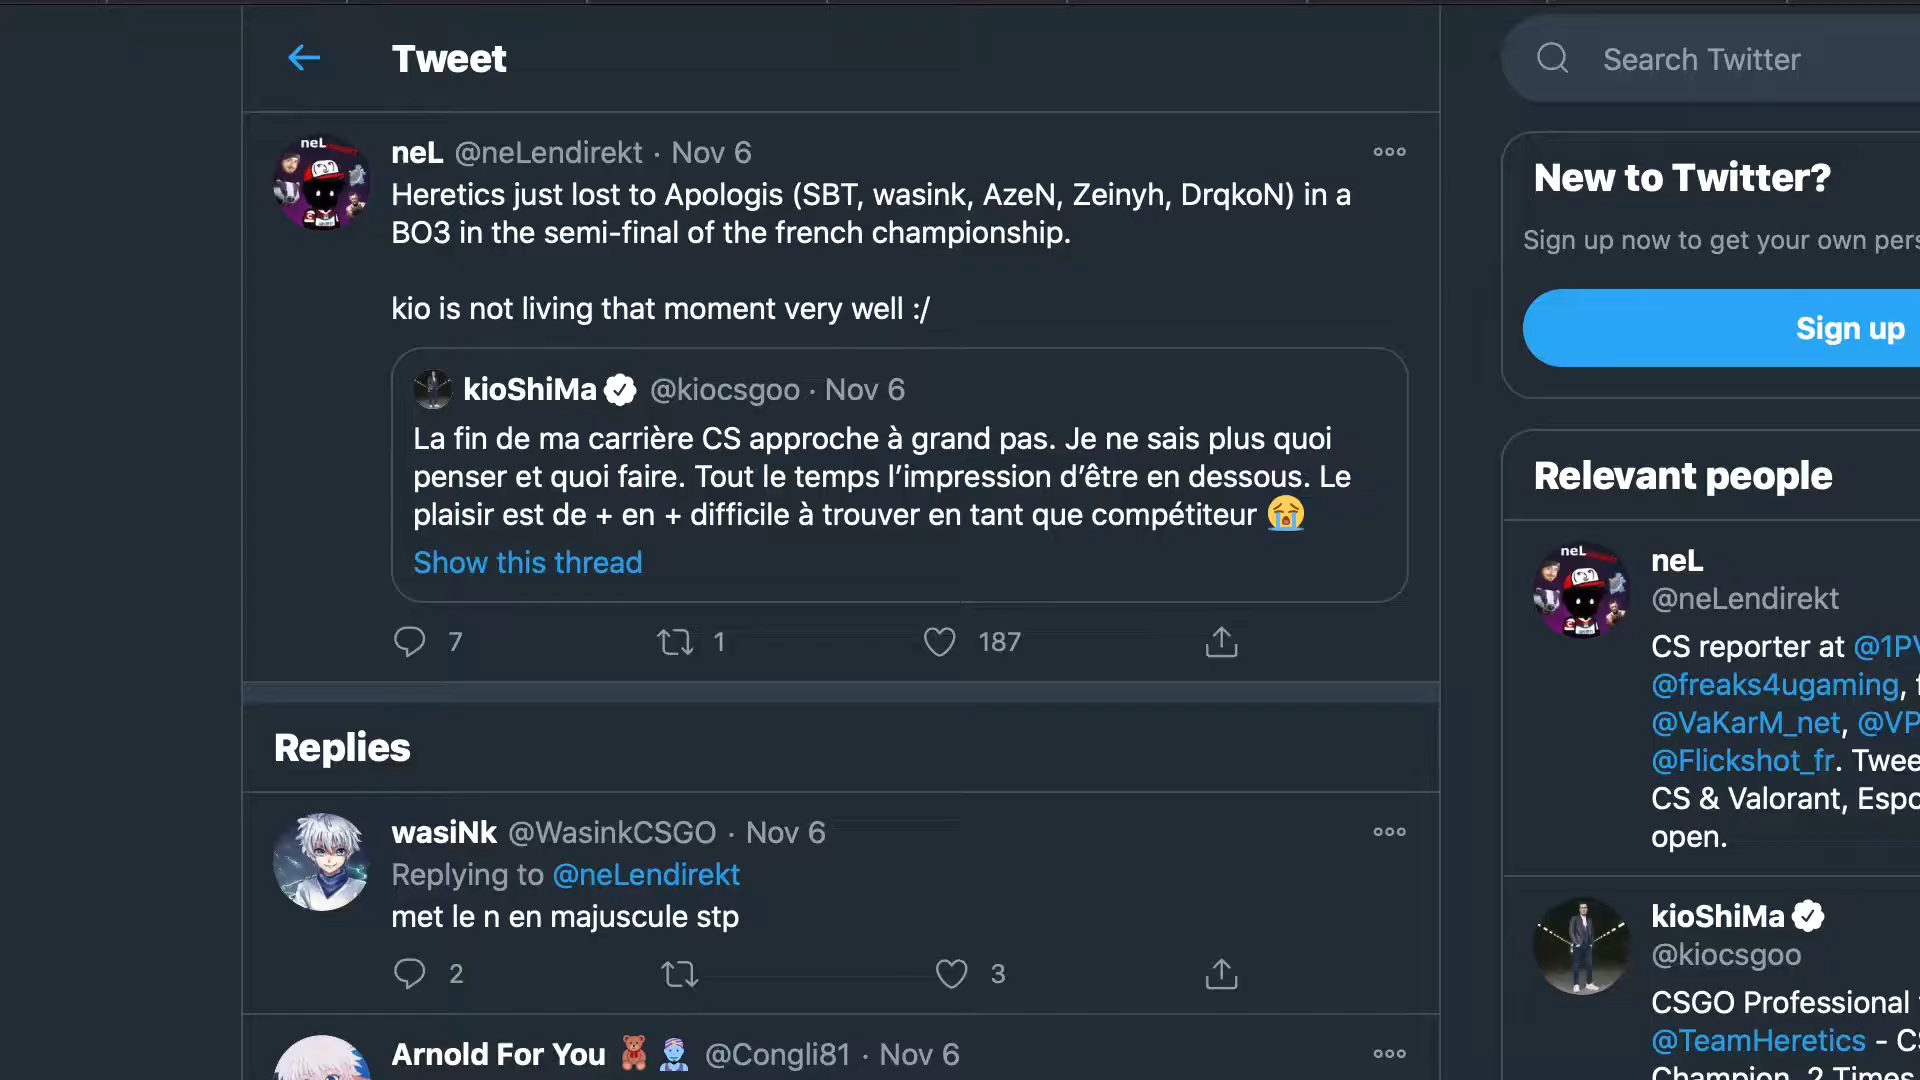 Tweet
neL @neLendirekt · Nov 6
Heretics just lost to Apologis (SBT, wasink, AzeN, Zeinyh, DrqkoN) in a
BO3 in the semi-final of the french championship.
kio is not living that moment very well :/
kioShiMa @kiocsgoo · Nov 6
La fin de ma carrière CS approche à grand pas. Je ne sais plus quoi
penser et quoi faire. Tout le temps l’impression d’être en dessous. Le
plaisir est de + en + difficile à trouver en tant que compétiteur 😭
Show this thread
7 1 187
Replies
wasiNk @WasinkCSGO · Nov 6
Replying to @neLendirekt
met le n en majuscule stp
2 3
Arnold For You 🧸 @Congli81 · Nov 6
Search Twitter
New to Twitter?
Sign up now to get your own
Sign up
Relevant people
neL
neL
@neLendirekt
CS reporter at
@freaks4ugaming,
@VaKarM_net,
@Flickshot_fr.
CS & Valorant,
open.
kioShiMa
@kiocsgoo
CSGO Professional
@TeamHeretics -
Champion, 2 Times